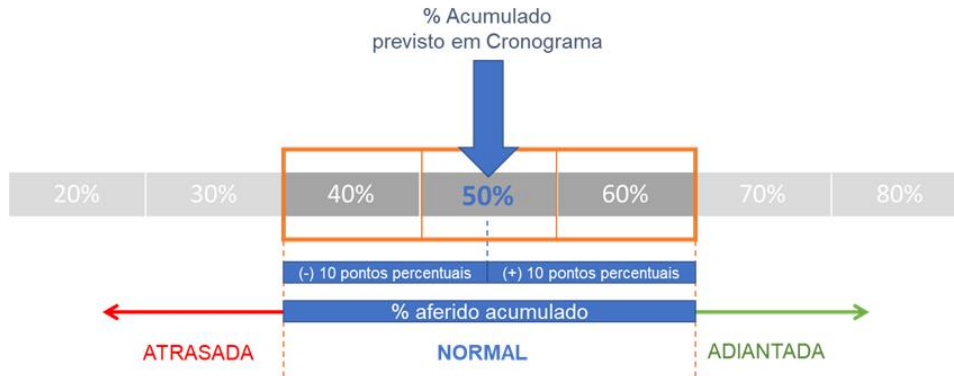 % Acumulado
previsto em Cronograma
20% 30% 40% 50% 60% 70% 80%
(-) 10 pontos percentuais (+) 10 pontos percentuais
% aferido acumulado
ATRASADA NORMAL ADIANTADA